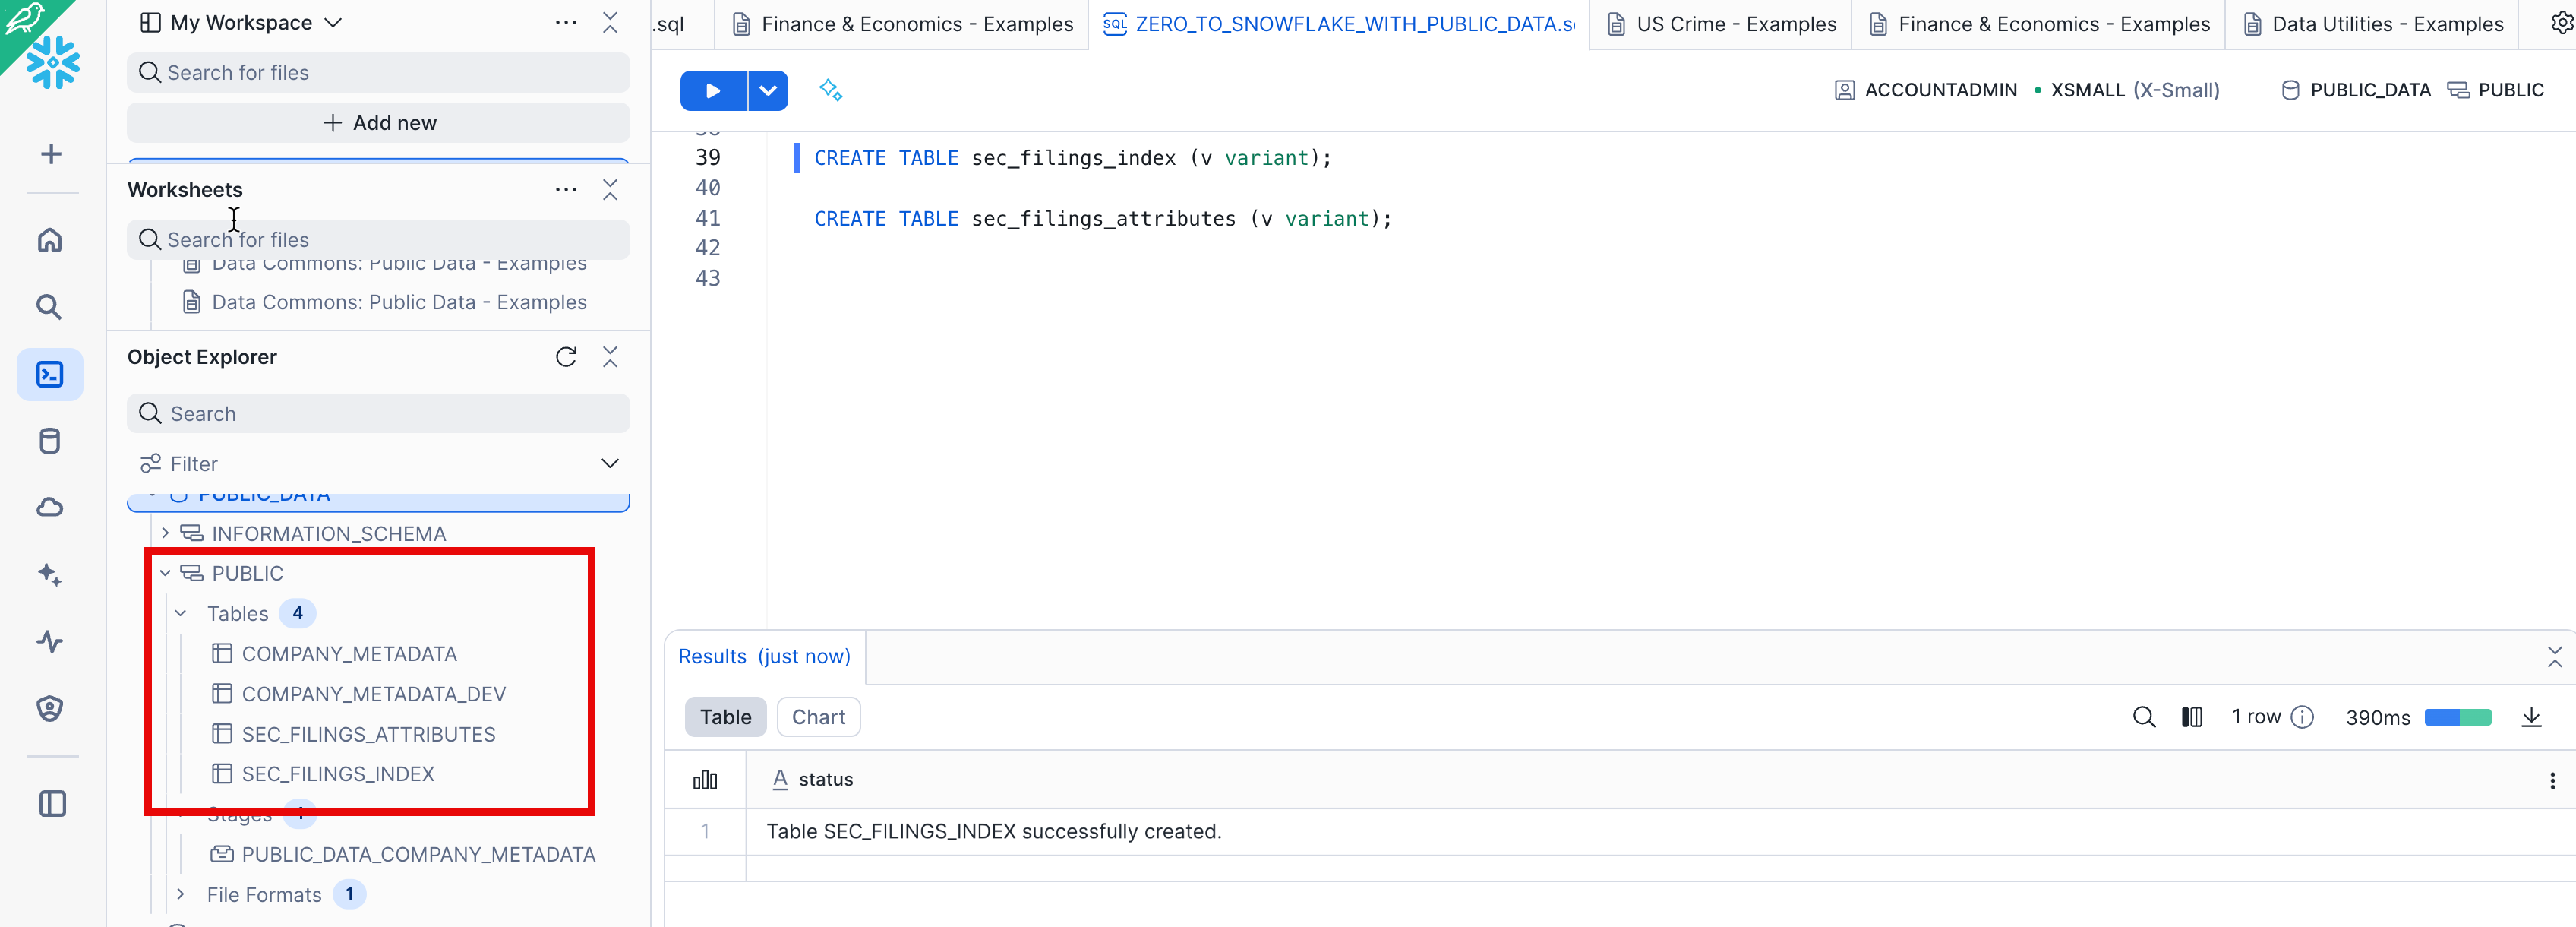 My Workspace
Search for files
Add new
Worksheets
Search for files
Data Commons: Public Data - Examples
Data Commons: Public Data - Examples
Object Explorer
Search
Filter
PUBLIC_DATA
INFORMATION_SCHEMA
PUBLIC
Tables 4
COMPANY_METADATA
COMPANY_METADATA_DEV
SEC_FILINGS_ATTRIBUTES
SEC_FILINGS_INDEX
Stages 1
PUBLIC_DATA_COMPANY_METADATA
File Formats 1
.sql Finance & Economics - Examples SQL ZERO_TO_SNOWFLAKE_WITH_PUBLIC_DATA.s US Crime - Examples Finance & Economics - Examples Data Utilities - Examples
ACCOUNTADMIN XSMALL (X-Small) PUBLIC_DATA PUBLIC
38
39 CREATE TABLE sec_filings_index (v variant);
40
41 CREATE TABLE sec_filings_attributes (v variant);
42
43
Results (just now)
Table Chart 1 row 390ms
A status
1 Table SEC_FILINGS_INDEX successfully created.